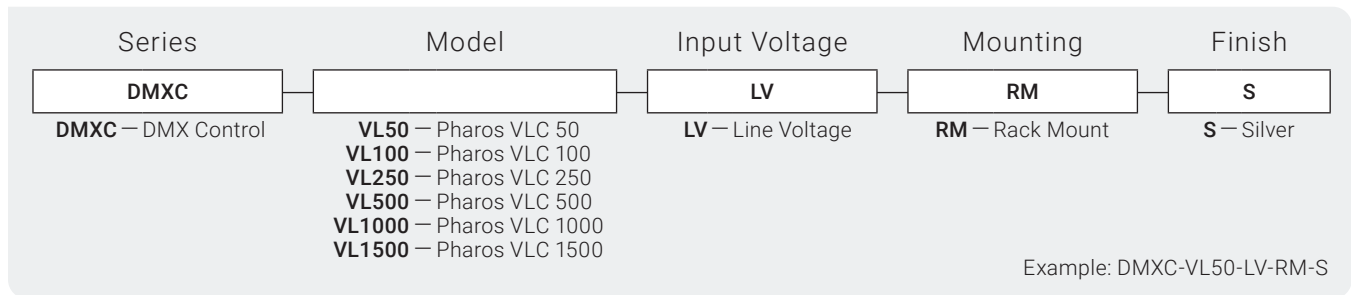 Series Model Input Voltage Mounting Finish
DMXC LV RM S
DMXC — DMX Control VL50 — Pharos VLC 50 LV — Line Voltage RM — Rack Mount S — Silver
VL100 — Pharos VLC 100
VL250 — Pharos VLC 250
VL500 — Pharos VLC 500
VL1000 — Pharos VLC 1000
VL1500 — Pharos VLC 1500
Example: DMXC-VL50-LV-RM-S